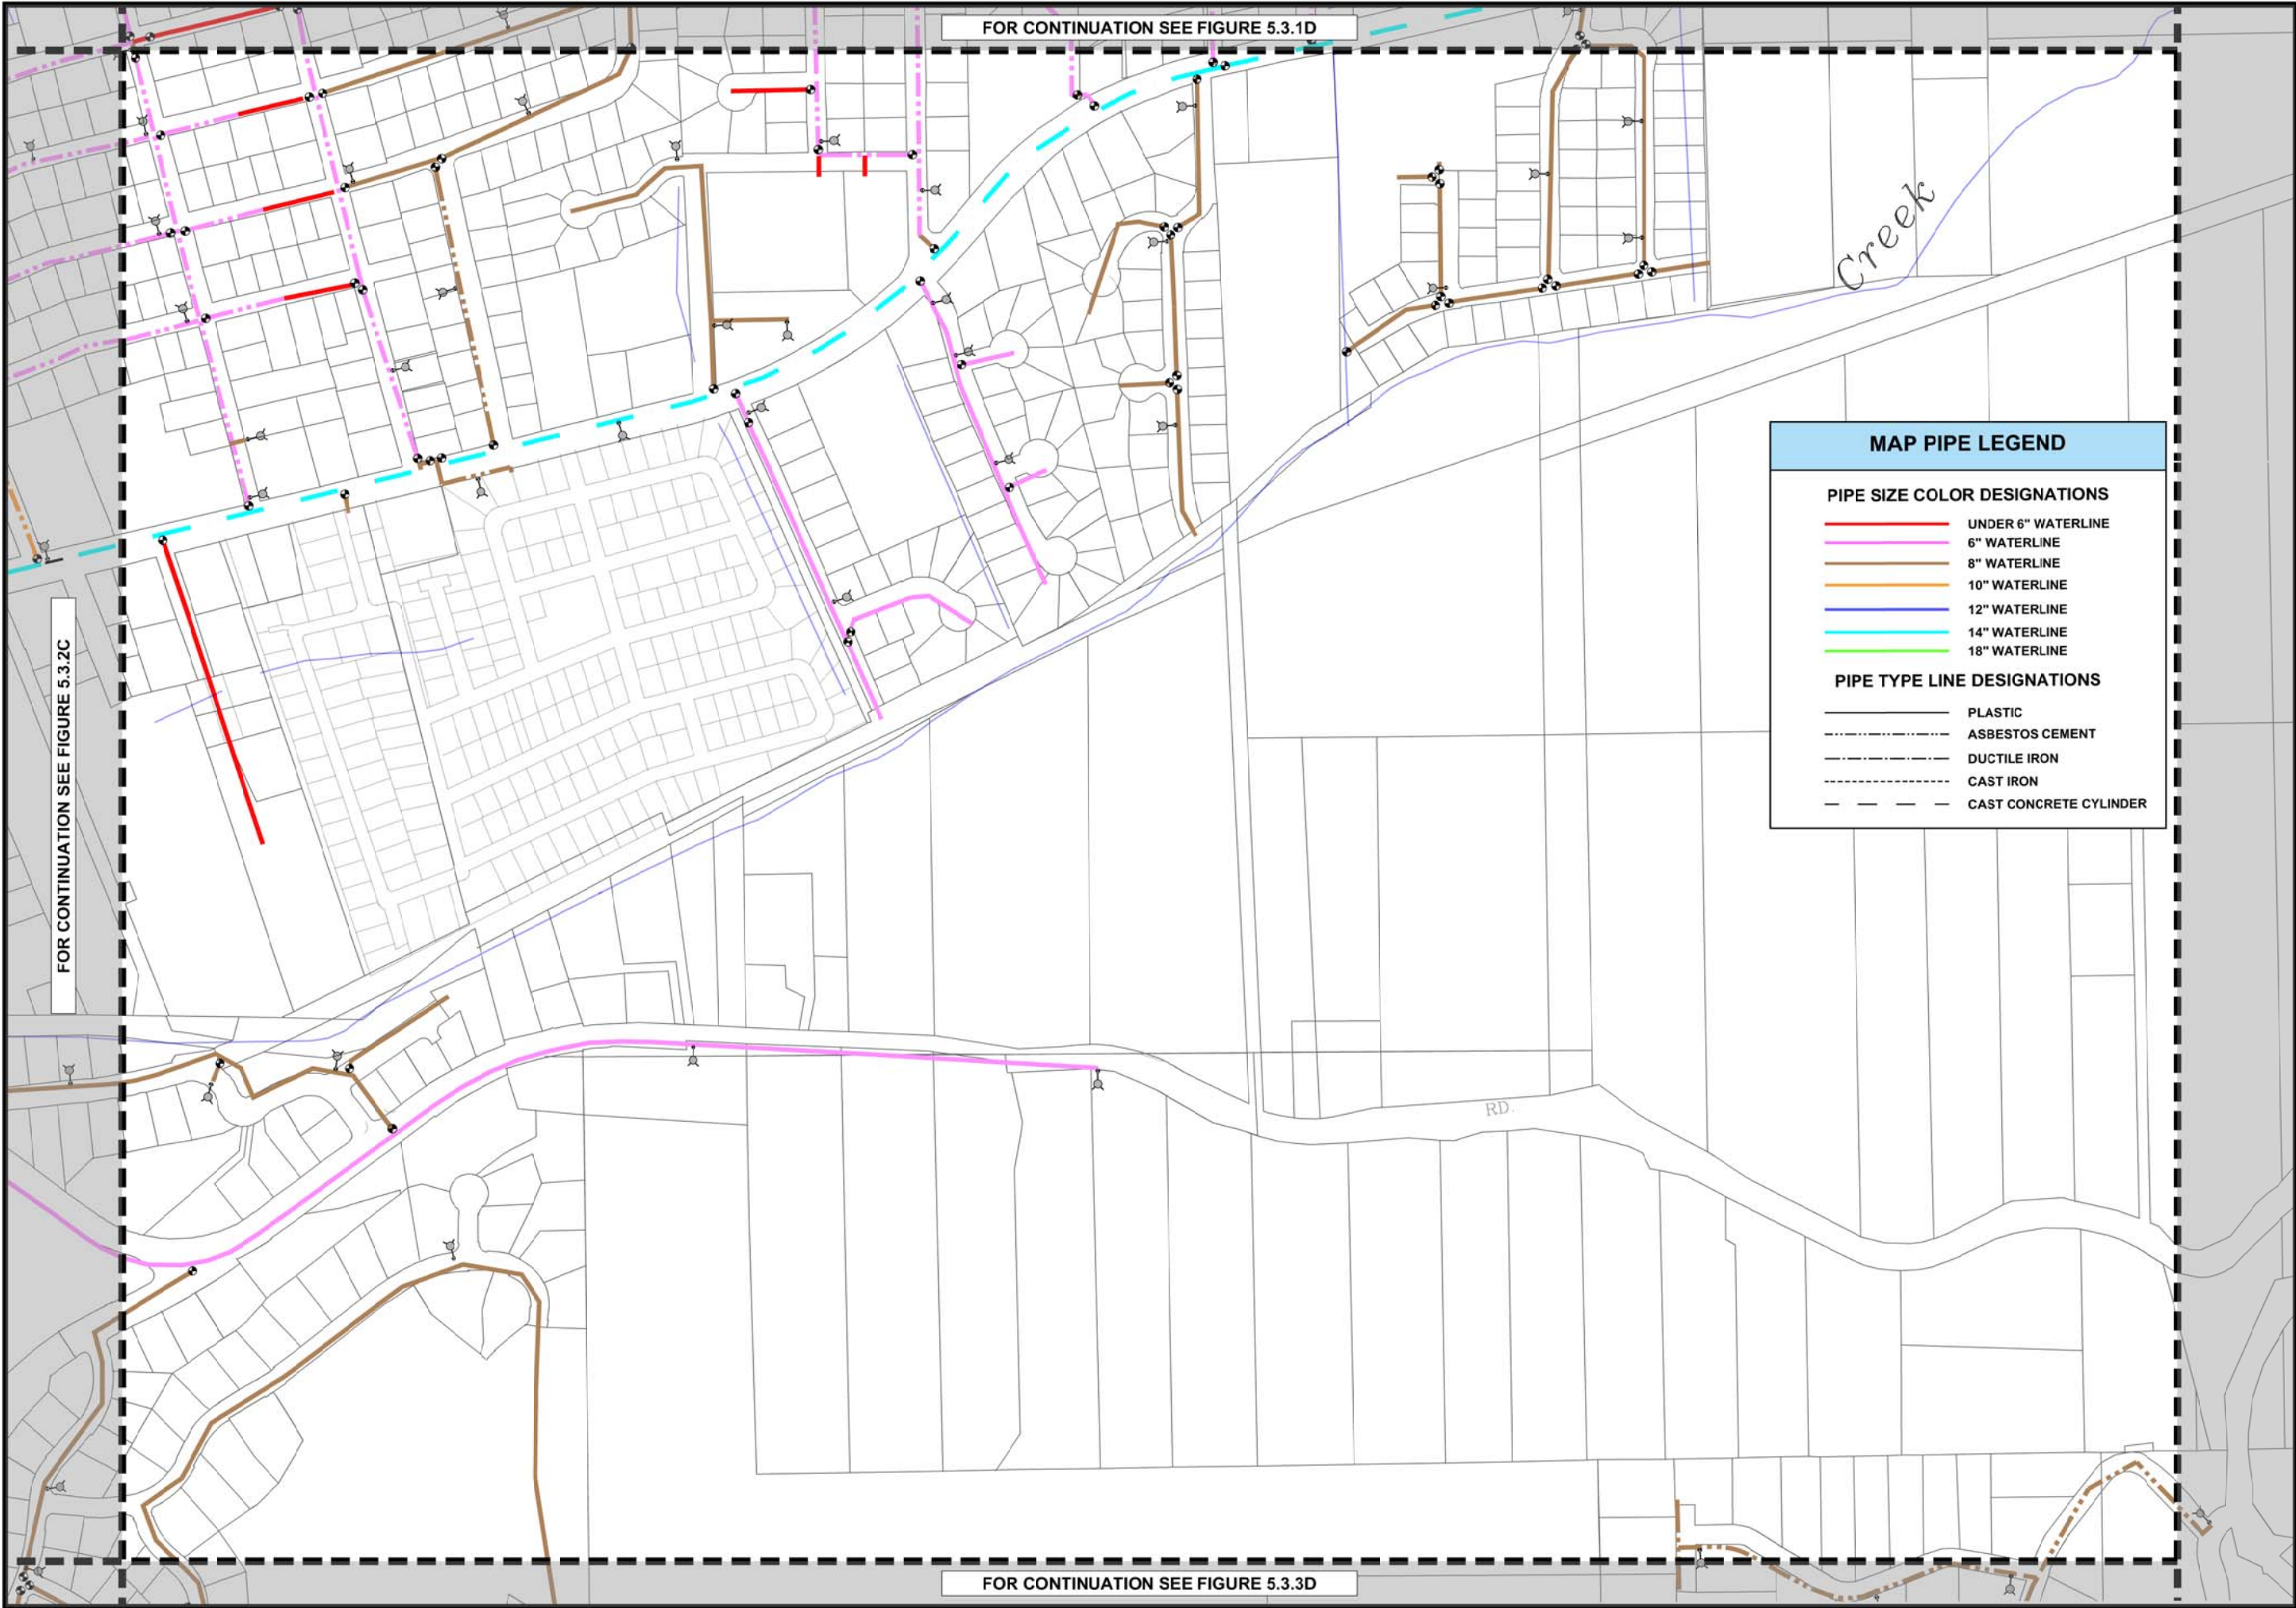 FOR CONTINUATION SEE FIGURE 5.3.1D
Creek
MAP PIPE LEGEND
PIPE SIZE COLOR DESIGNATIONS
UNDER 6" WATERLINE
6" WATERLINE
8" WATERLINE
10" WATERLINE
12" WATERLINE
14" WATERLINE
18" WATERLINE
PIPE TYPE LINE DESIGNATIONS
PLASTIC
ASBESTOS CEMENT
DUCTILE IRON
CAST IRON
CAST CONCRETE CYLINDER
FOR CONTINUATION SEE FIGURE 5.3.2C
RD.
FOR CONTINUATION SEE FIGURE 5.3.3D